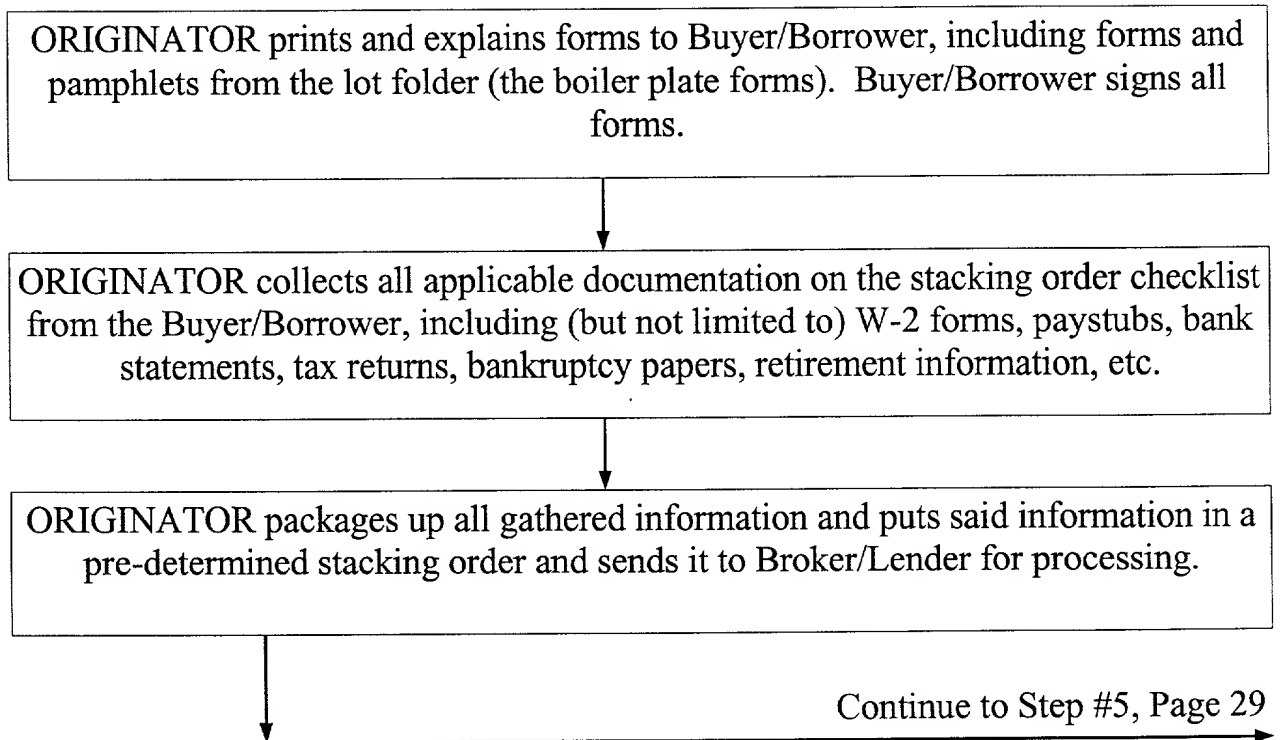 ORIGINATOR prints and explains forms to Buyer/Borrower, including forms and
pamphlets from the lot folder (the boiler plate forms).  Buyer/Borrower signs all
forms.
ORIGINATOR collects all applicable documentation on the stacking order checklist
from the Buyer/Borrower, including (but not limited to) W-2 forms, paystubs, bank
statements, tax returns, bankruptcy papers, retirement information, etc.
ORIGINATOR packages up all gathered information and puts said information in a
pre-determined stacking order and sends it to Broker/Lender for processing.
Continue to Step #5, Page 29